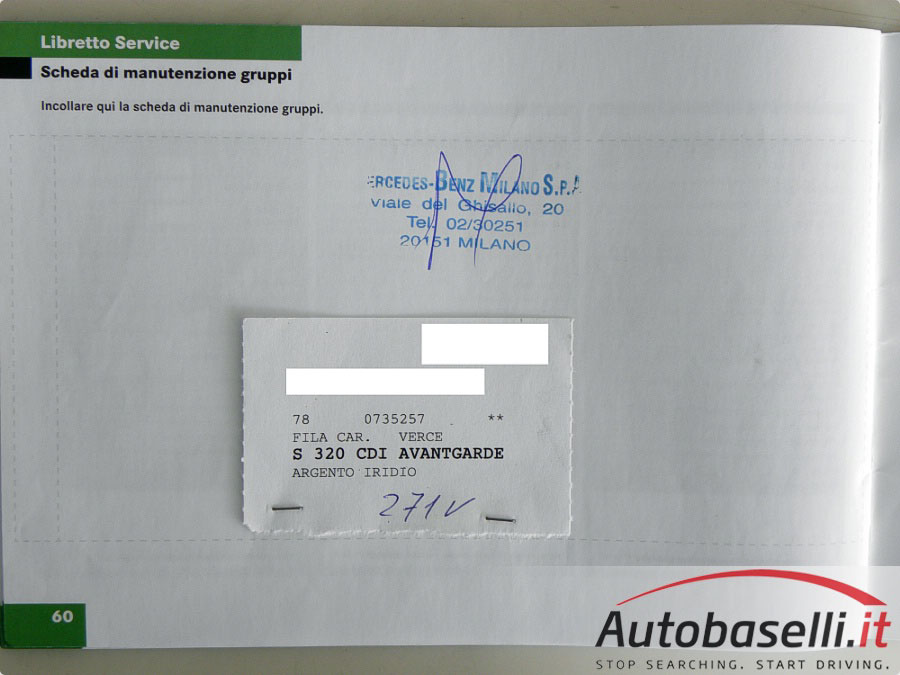 Libretto Service
Scheda di manutenzione gruppi
Incollare qui la scheda di manutenzione gruppi.
ERCEDES-BENZ MILANO S.P.A
Viale del Ghisallo, 20
Tel. 02/30251
20151 MILANO
78 0735257 **
FILA CAR. VERCE
S 320 CDI AVANTGARDE
ARGENTO IRIDIO
271V
60
Autobaselli.it
STOP SEARCHING. START DRIVING.